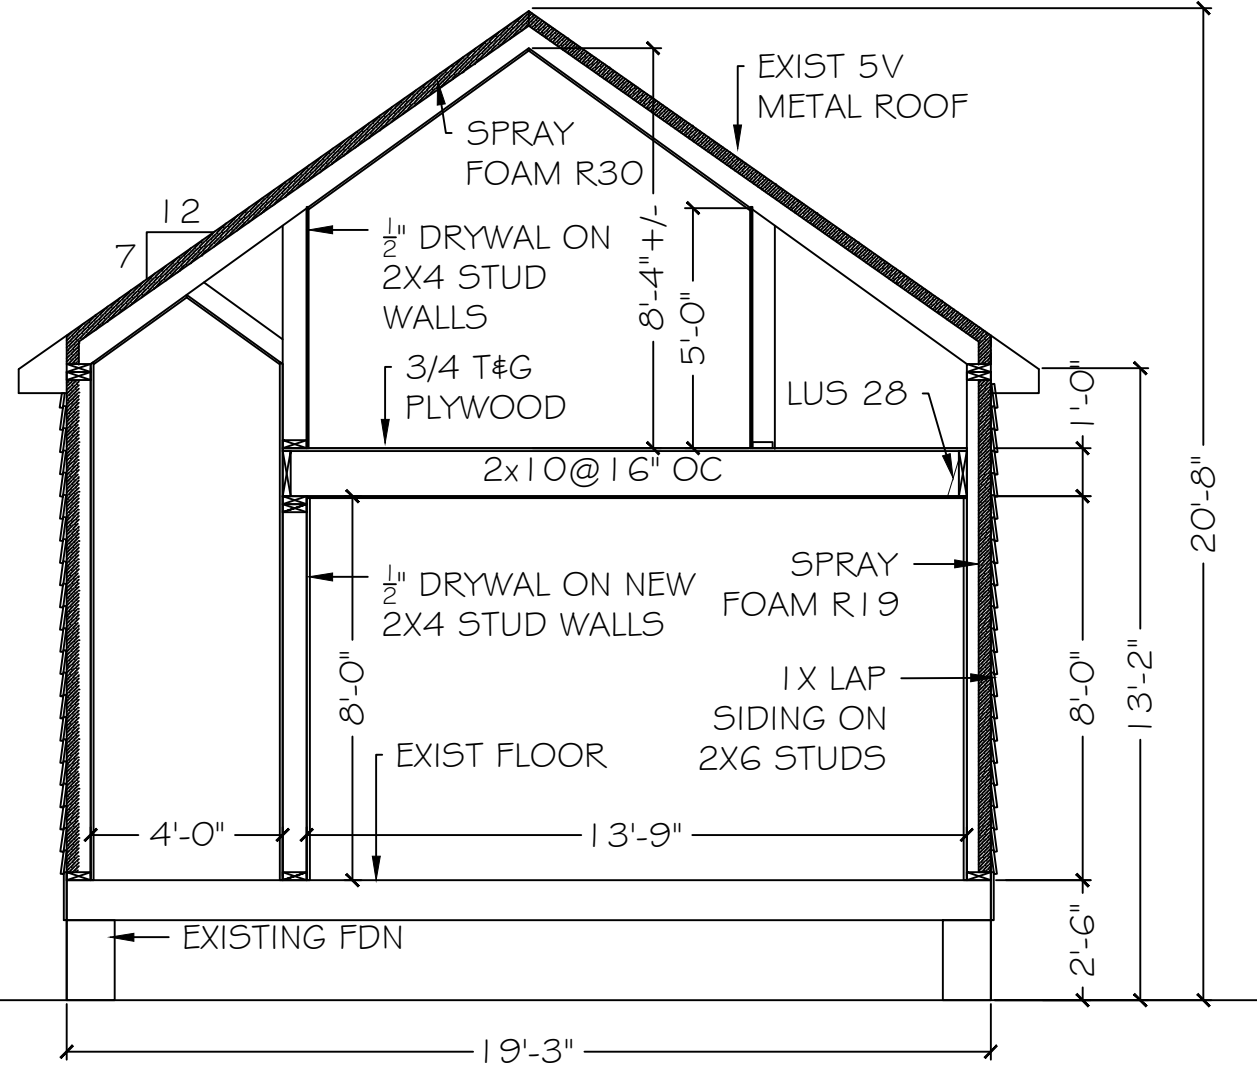 EXIST 5V
METAL ROOF
SPRAY
FOAM R30
12
7
1/2" DRYWAL ON
2X4 STUD
WALLS
8'-4"+/-
5'-0"
3/4 T&G
PLYWOOD
LUS 28
1'-0"
2x10@16" OC
20'-8"
SPRAY
FOAM R19
1/2" DRYWAL ON NEW
2X4 STUD WALLS
8'-0"
8'-0"
13'-2"
1X LAP
SIDING ON
2X6 STUDS
EXIST FLOOR
4'-0"
13'-9"
EXISTING FDN
2'-6"
19'-3"